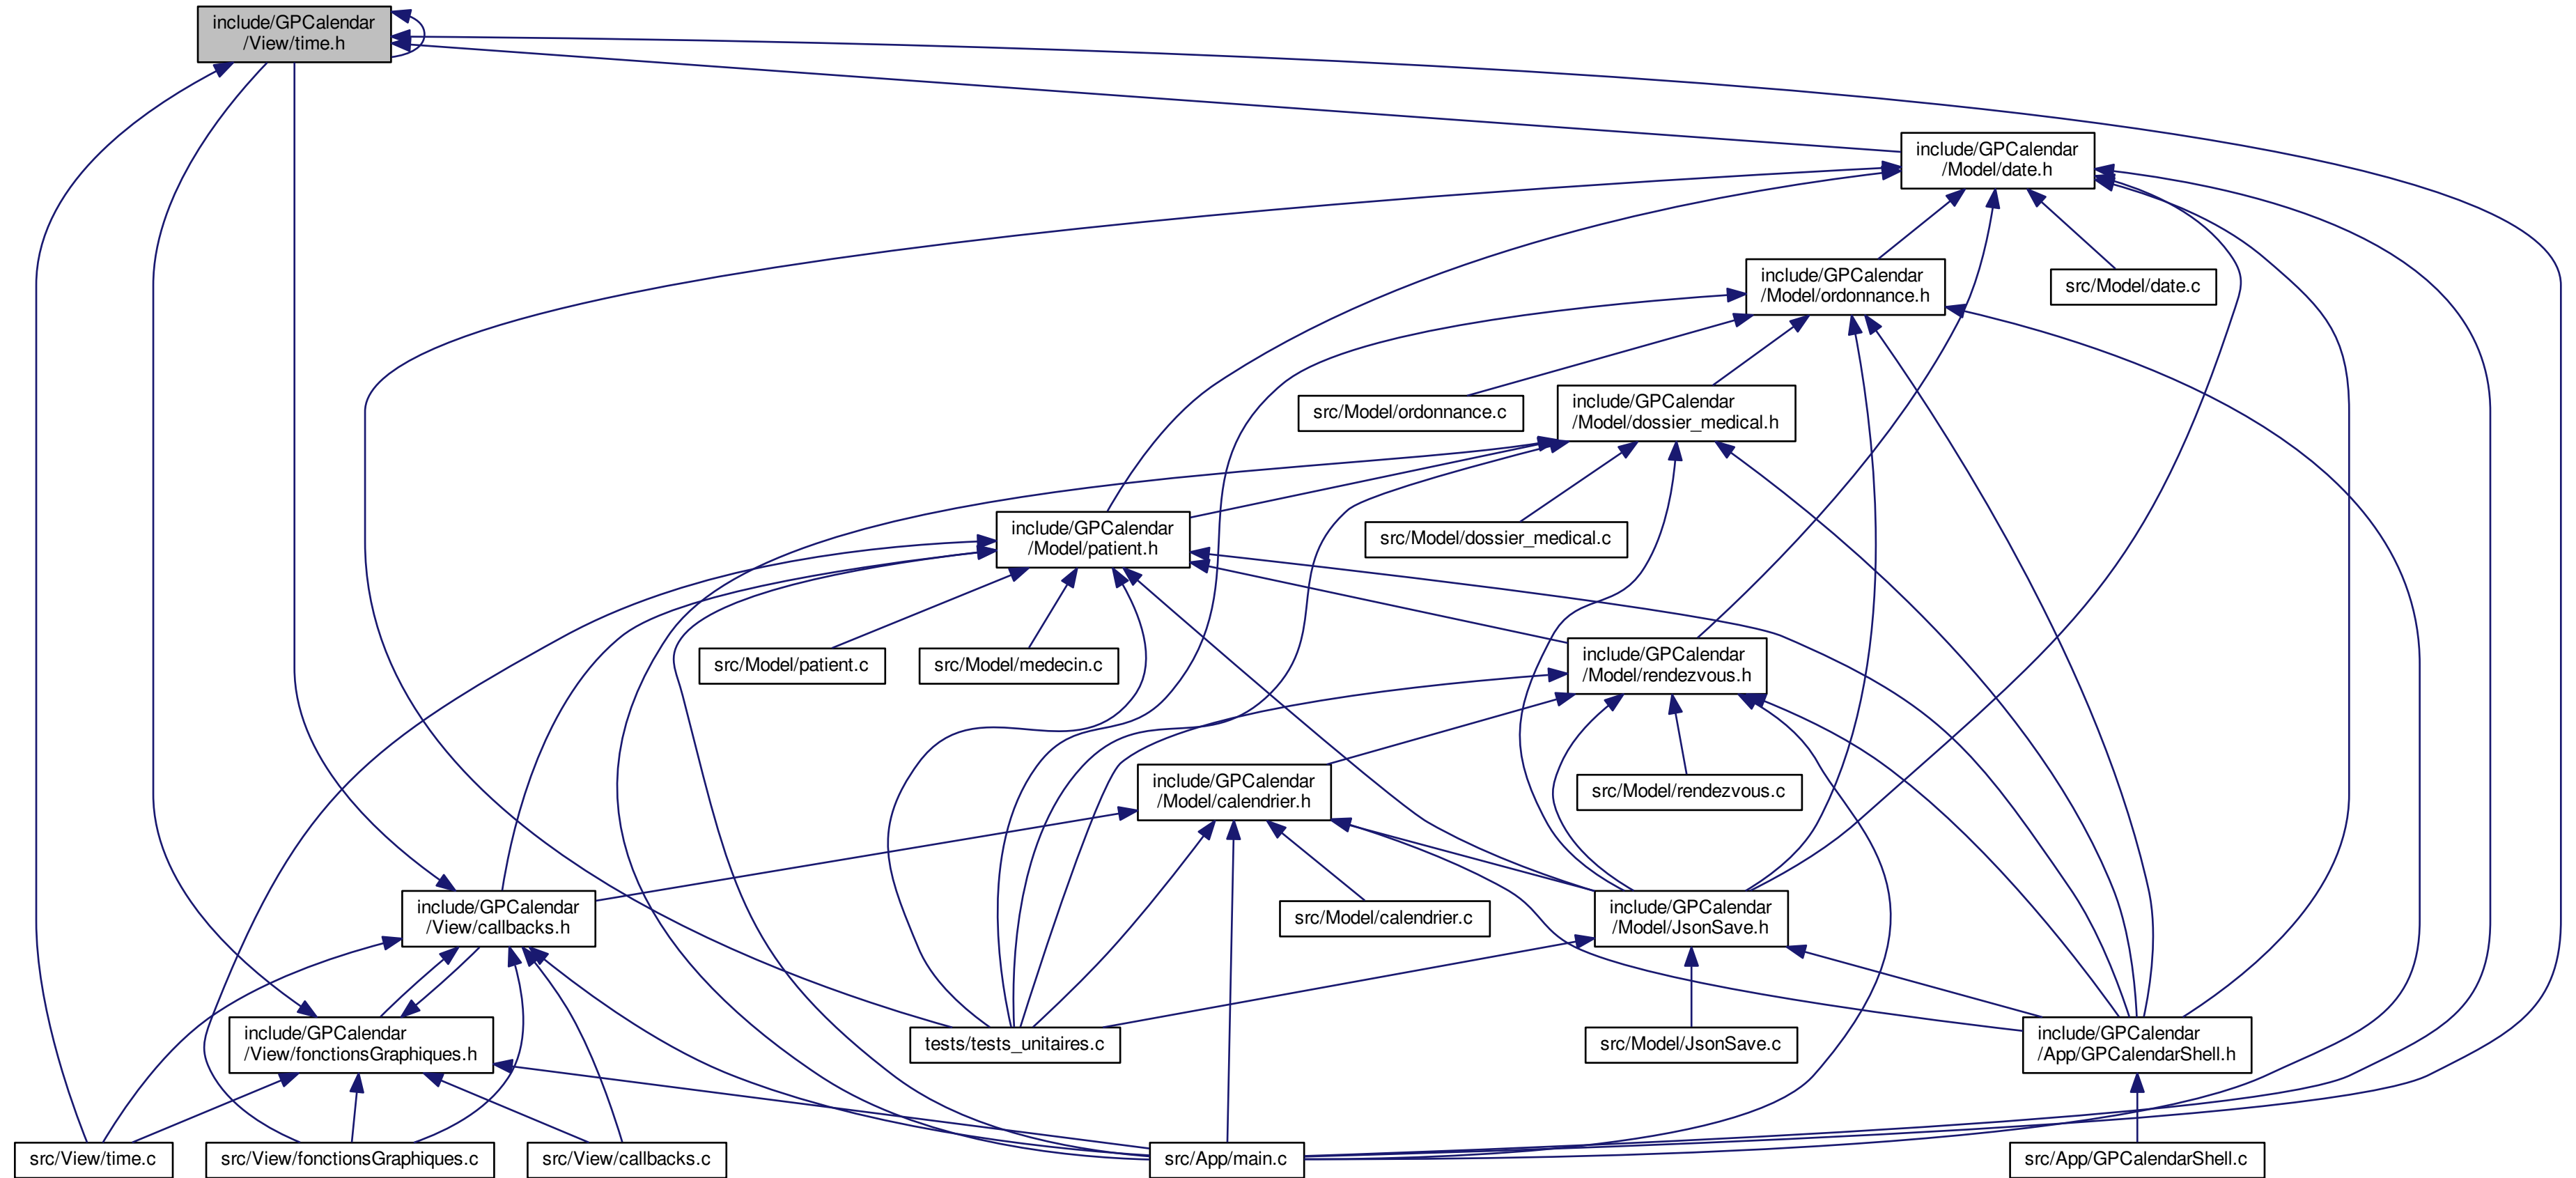 include/GPCalendar
/View/time.h
include/GPCalendar
/Model/date.h
include/GPCalendar
/Model/ordonnance.h
src/Model/date.c
include/GPCalendar
/Model/dossier_medical.h
src/Model/ordonnance.c
include/GPCalendar
/Model/patient.h
src/Model/dossier_medical.c
include/GPCalendar
/Model/rendezvous.h
src/Model/patient.c
src/Model/medecin.c
include/GPCalendar
/Model/calendrier.h
src/Model/rendezvous.c
include/GPCalendar
/View/callbacks.h
src/Model/calendrier.c
include/GPCalendar
/Model/JsonSave.h
include/GPCalendar
/View/fonctionsGraphiques.h
tests/tests_unitaires.c
src/Model/JsonSave.c
include/GPCalendar
/App/GPCalendarShell.h
src/View/time.c
src/View/fonctionsGraphiques.c
src/View/callbacks.c
src/App/main.c
src/App/GPCalendarShell.c